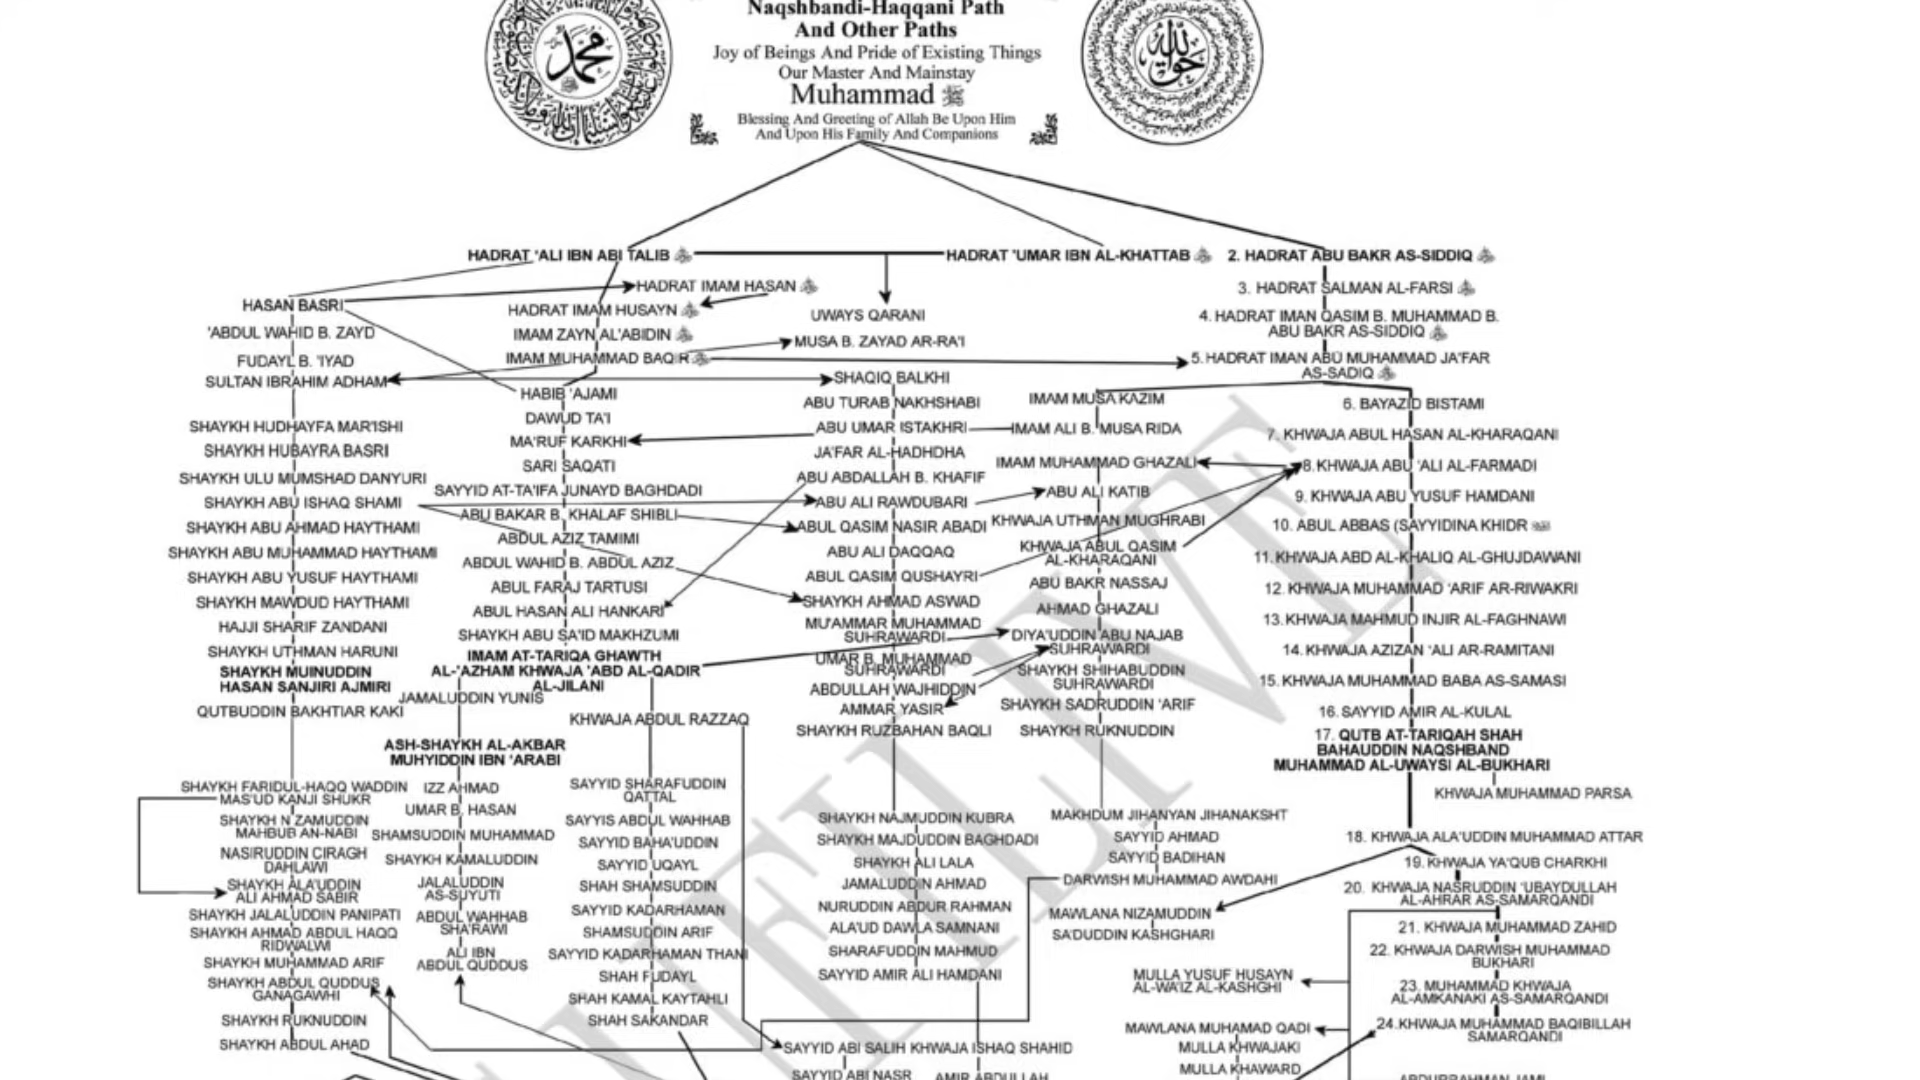 Naqshbandi-Haqqani Path
And Other Paths
Joy of Beings And Pride of Existing Things
Our Master And Mainstay
Muhammad ﷺ
Blessing And Greeting of Allah Be Upon Him
And Upon His Family And Companions
محمد
HADRAT 'ALI IBN ABI TALIB
HADRAT 'UMAR IBN AL-KHATTAB
2. HADRAT ABU BAKR AS-SIDDIQ
HASAN BASRI
'ABDUL WAHID B. ZAYD
FUDAYL B. 'IYAD
SULTAN IBRAHIM ADHAM
SHAYKH HUDHAYFA MAR'ISHI
SHAYKH HUBAYRA BASRI
SHAYKH ULU MUMSHAD DANYURI
SHAYKH ABU ISHAQ SHAMI
SHAYKH ABU AHMAD HAYTHAMI
SHAYKH ABU MUHAMMAD HAYTHAMI
SHAYKH ABU YUSUF HAYTHAMI
SHAYKH MAWDUD HAYTHAMI
HAJJI SHARIF ZANDANI
SHAYKH UTHMAN HARUNI
SHAYKH MUINUDDIN
HASAN SANJIRI AJMIRI
QUTBUDDIN BAKHTIAR KAKI
SHAYKH FARIDUL-HAQQ WADDIN
MAS'UD KANJI SHUKR
SHAYKH NIZAMUDDIN
MAHBUB AN-NABI
NASIRUDDIN CIRAGH
DAHLAWI
SHAYKH ALA'UDDIN
ALI AHMAD SABIR
SHAYKH JALALUDDIN PANIPATI
SHAYKH AHMAD ABDUL HAQQ
RIDWALWI
SHAYKH MUHAMMAD ARIF
SHAYKH ABDUL QUDDUS
GANAGAWHI
SHAYKH RUKNUDDIN
SHAYKH ABDUL AHAD
HADRAT IMAM HASAN
HADRAT IMAM HUSAYN
IMAM ZAYN AL'ABIDIN
IMAM MUHAMMAD BAQIR
HABIB 'AJAMI
DAWUD TA'I
MA'RUF KARKHI
SARI SAQATI
SAYYID AT-TA'IFA JUNAYD BAGHDADI
ABU BAKAR B. KHALAF SHIBLI
ABDUL AZIZ TAMIMI
ABDUL WAHID B. ABDUL AZIZ
ABUL FARAJ TARTUSI
ABUL HASAN ALI HANKARI
SHAYKH ABU SA'ID MAKHZUMI
IMAM AT-TARIQA GHAWTH
AL-'AZHAM KHWAJA 'ABD AL-QADIR
AL-JILANI
JAMALUDDIN YUNIS
ASH-SHAYKH AL-AKBAR
MUHYIDDIN IBN 'ARABI
IZZ AHMAD
UMAR B. HASAN
SHAMSUDDIN MUHAMMAD
SHAYKH KAMALUDDIN
JALALUDDIN
AS-SUYUTI
ABDUL WAHHAB
SHA'RAWI
ALI IBN
ABDUL QUDDUS
KHWAJA ABDUL RAZZAQ
SAYYID SHARAFUDDIN
QATTAL
SAYYIS ABDUL WAHHAB
SAYYID BAHA'UDDIN
SAYYID UQAYL
SHAH SHAMSUDDIN
SAYYID KADARHAMAN
SHAMSUDDIN ARIF
SAYYID KADARHAMAN THANI
SHAH FUDAYL
SHAH KAMAL KAYTAHLI
SHAH SAKANDAR
UWAYS QARANI
MUSA B. ZAYAD AR-RA'I
SHAQIQ BALKHI
ABU TURAB NAKHSHABI
ABU UMAR ISTAKHRI
JA'FAR AL-HADHDHA
ABU ABDALLAH B. KHAFIF
ABU ALI RAWDUBARI
ABUL QASIM NASIR ABADI
ABU ALI DAQQAQ
ABUL QASIM QUSHAYRI
SHAYKH AHMAD ASWAD
MU'AMMAR MUHAMMAD
SUHRAWARDI
UMAR B. MUHAMMAD
SUHRAWARDI
ABDULLAH WAJHIDDIN
AMMAR YASIR
SHAYKH RUZBAHAN BAQLI
SHAYKH NAJMUDDIN KUBRA
SHAYKH MAJDUDDIN BAGHDADI
SHAYKH ALI LALA
JAMALUDDIN AHMAD
NURUDDIN ABDUR RAHMAN
ALA'UD DAWLA SAMNANI
SHARAFUDDIN MAHMUD
SAYYID AMIR ALI HAMDANI
SAYYID ABI SALIH
KHWAJA ISHAQ SHAHID
SAYYID ABI NASR
AMIR ABDULLAH
IMAM MUSA KAZIM
IMAM ALI B. MUSA RIDA
IMAM MUHAMMAD GHAZALI
ABU ALI KATIB
KHWAJA UTHMAN MUGHRABI
KHWAJA ABUL QASIM
AL-KHARAQANI
ABU BAKR NASSAJ
AHMAD GHAZALI
DIYA'UDDIN ABU NAJAB
SUHRAWARDI
SHAYKH SHIHABUDDIN
SUHRAWARDI
SHAYKH SADRUDDIN 'ARIF
SHAYKH RUKNUDDIN
MAKHDUM JIHANYAN JIHANAKSHT
SAYYID AHMAD
SAYYID BADIHAN
DARWISH MUHAMMAD AWDAHI
MAWLANA NIZAMUDDIN
SA'DUDDIN KASHGHARI
MULLA YUSUF HUSAYN
AL-WA'IZ AL-KASHGHI
MAWLANA MUHAMAD QADI
MULLA KHWAJAKI
MULLA KHAWARD
3. HADRAT SALMAN AL-FARSI
4. HADRAT IMAN QASIM B. MUHAMMAD B.
ABU BAKR AS-SIDDIQ
5. HADRAT IMAN ABU MUHAMMAD JA'FAR
AS-SADIQ
6. BAYAZID BISTAMI
7. KHWAJA ABUL HASAN AL-KHARAQANI
8. KHWAJA ABU 'ALI AL-FARMADI
9. KHWAJA ABU YUSUF HAMDANI
10. ABUL ABBAS (SAYYIDINA KHIDR
11. KHWAJA ABD AL-KHALIQ AL-GHUJDAWANI
12. KHWAJA MUHAMMAD 'ARIF AR-RIWAKRI
13. KHWAJA MAHMUD INJIR AL-FAGHNAWI
14. KHWAJA AZIZAN 'ALI AR-RAMITANI
15. KHWAJA MUHAMMAD BABA AS-SAMASI
16. SAYYID AMIR AL-KULAL
17. QUTB AT-TARIQAH SHAH
BAHAUDDIN NAQSHBAND
MUHAMMAD AL-UWAYSI AL-BUKHARI
KHWAJA MUHAMMAD PARSA
18. KHWAJA ALA'UDDIN MUHAMMAD ATTAR
19. KHWAJA YA'QUB CHARKHI
20. KHWAJA NASRUDDIN 'UBAYDULLAH
AL-AHRAR AS-SAMARQANDI
21. KHWAJA MUHAMMAD ZAHID
22. KHWAJA DARWISH MUHAMMAD
BUKHARI
23. MUHAMMAD KHWAJA
AL-AMKANAKI AS-SAMARQANDI
24. KHWAJA MUHAMMAD BAQIBILLAH
SAMARQANDI
ABDURRAHMAN JAMI